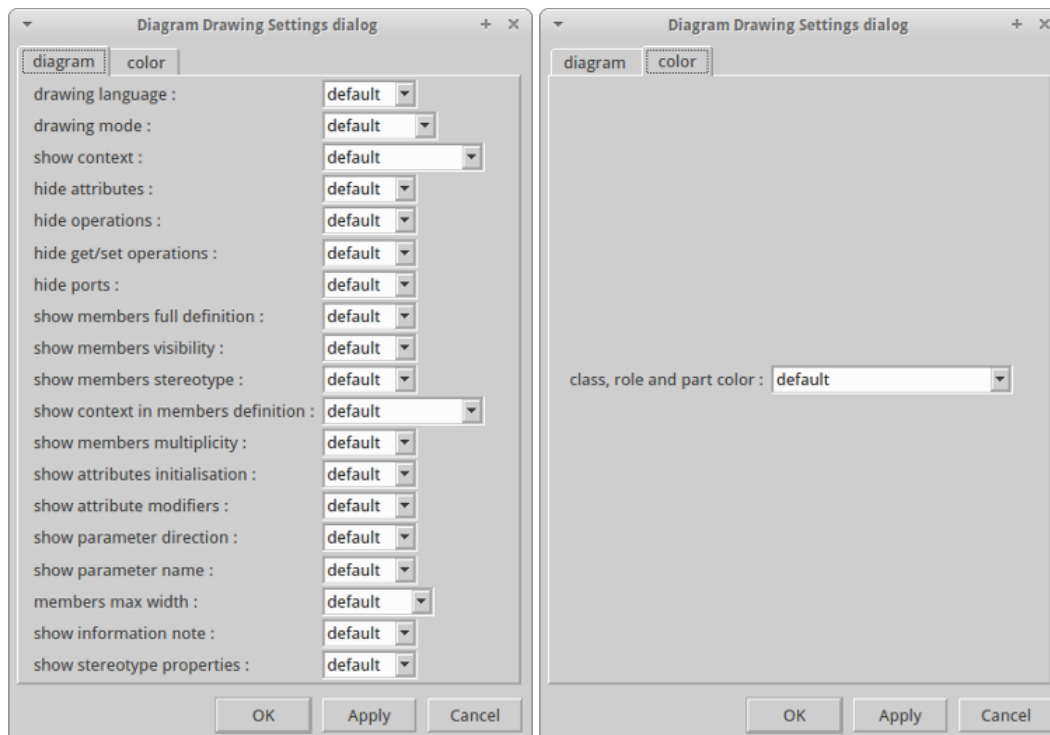 Diagram Drawing Settings dialog
diagram color
drawing language : default
drawing mode : default
show context : default
hide attributes : default
hide operations : default
hide get/set operations : default
hide ports : default
show members full definition : default
show members visibility : default
show members stereotype : default
show context in members definition : default
show members multiplicity : default
show attributes initialisation : default
show attribute modifiers : default
show parameter direction : default
show parameter name : default
members max width : default
show information note : default
show stereotype properties : default
OK Apply Cancel
Diagram Drawing Settings dialog
diagram color
class, role and part color : default
OK Apply Cancel